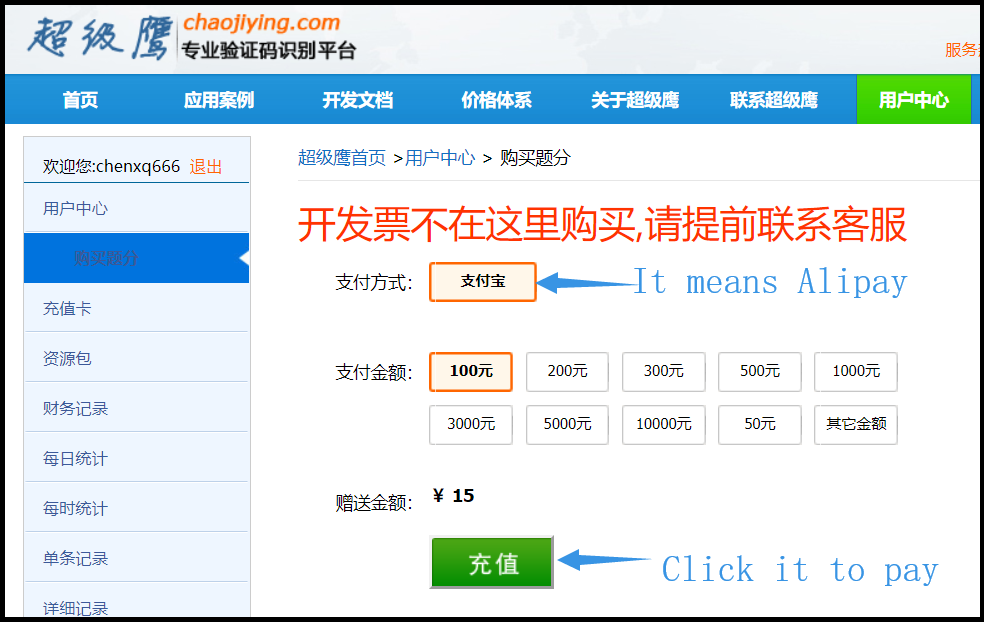 超级鹰 chaojiying.com
专业验证码识别平台
服务
首页 应用案例 开发文档 价格体系 关于超级鹰 联系超级鹰 用户中心
欢迎您:chenxq666 退出
用户中心
购买题分
充值卡
资源包
财务记录
每日统计
每时统计
单条记录
详细记录
超级鹰首页 >用户中心 > 购买题分
开发票不在这里购买,请提前联系客服
支付方式: 支付宝 It means Alipay
支付金额: 100元 200元 300元 500元 1000元
3000元 5000元 10000元 50元 其它金额
赠送金额: ¥ 15
充值 Click it to pay